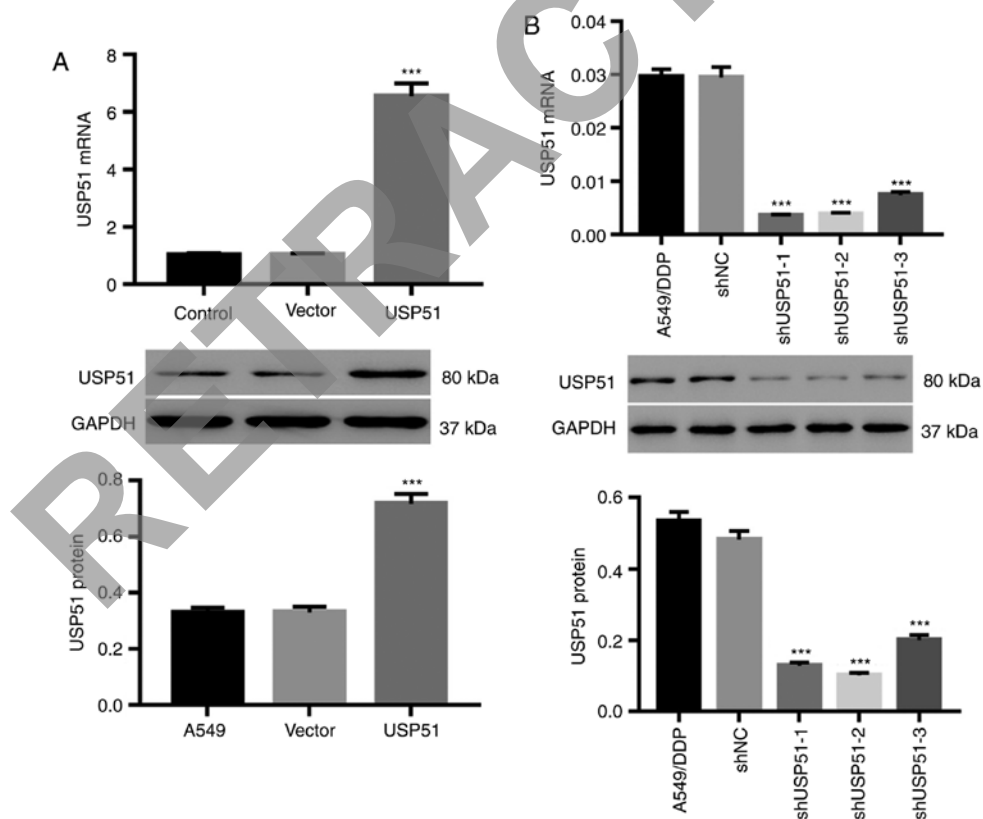 A
8
6
4
2
0
USP51 mRNA
***
Control Vector USP51
USP51 80 kDa
GAPDH 37 kDa
0.8
0.6
0.4
0.2
0.0
USP51 protein
***
A549 Vector USP51
B
0.04
0.03
0.02
0.01
0.00
USP51 mRNA
*** *** ***
A549/DDP
shNC
shUSP51-1
shUSP51-2
shUSP51-3
USP51 80 kDa
GAPDH 37 kDa
0.6
0.4
0.2
0.0
USP51 protein
*** *** ***
A549/DDP
shNC
shUSP51-1
shUSP51-2
shUSP51-3
RETRACT